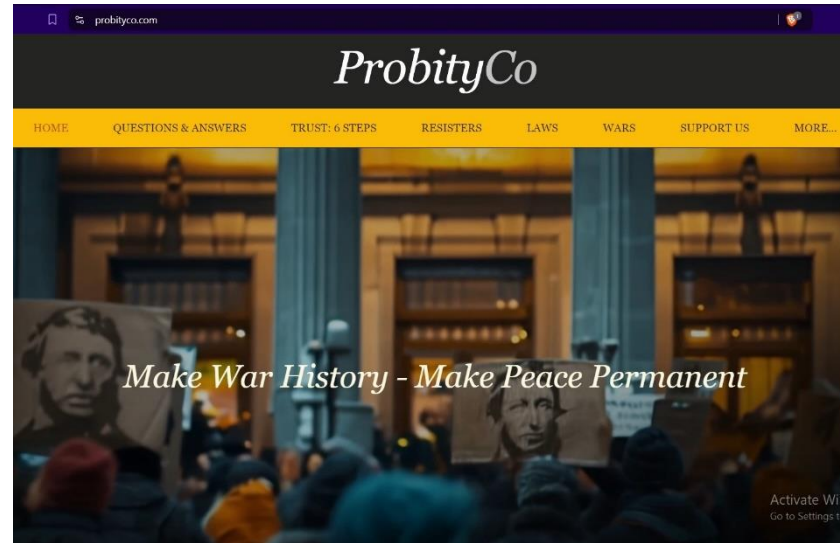 probityco.com
ProbityCo
HOME QUESTIONS & ANSWERS TRUST: 6 STEPS RESISTERS LAWS WARS SUPPORT US MORE...
Make War History - Make Peace Permanent
Activate Wi
Go to Settings t